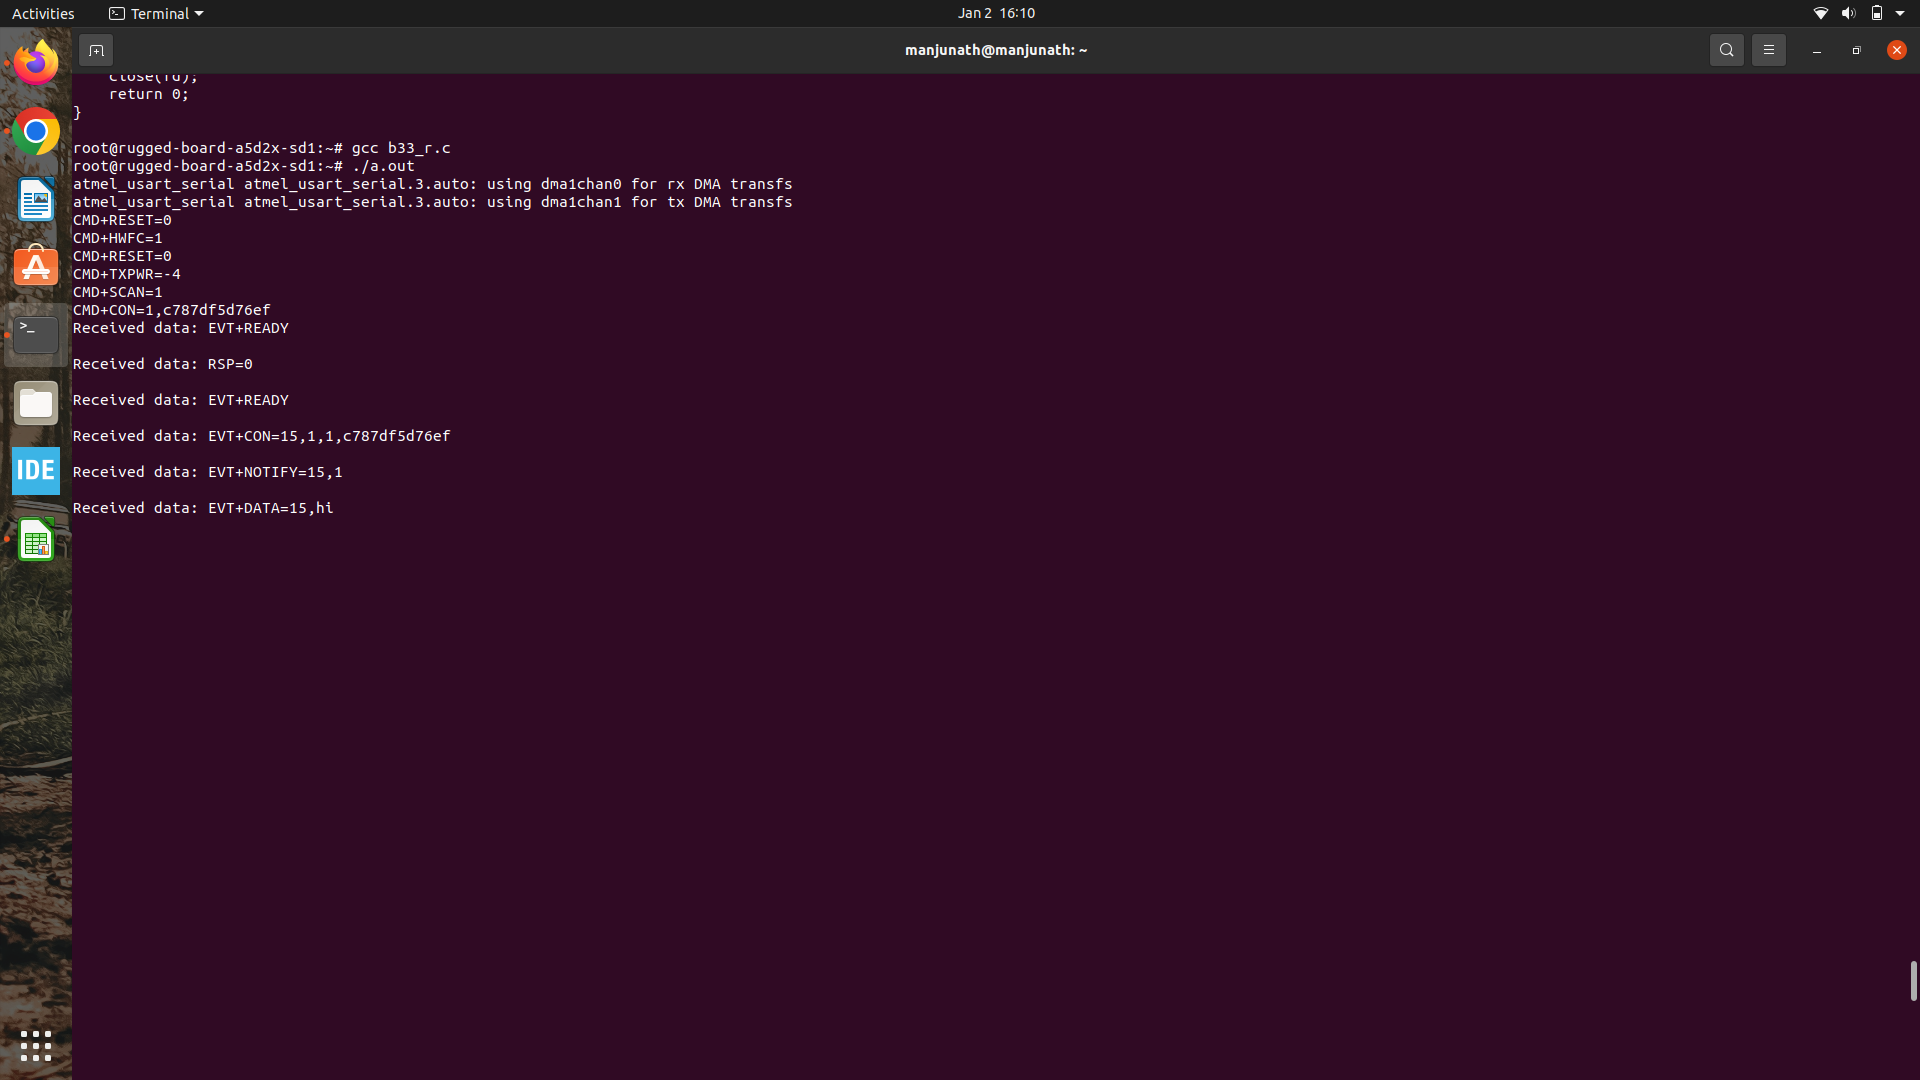 Activities
Terminal
Jan 2 16:10
manjunath@manjunath: ~
close(fd);
return 0;
}
root@rugged-board-a5d2x-sd1:~# gcc b33_r.c
root@rugged-board-a5d2x-sd1:~# ./a.out
atmel_usart_serial atmel_usart_serial.3.auto: using dma1chan0 for rx DMA transfs
atmel_usart_serial atmel_usart_serial.3.auto: using dma1chan1 for tx DMA transfs
CMD+RESET=0
CMD+HWFC=1
CMD+RESET=0
CMD+TXPWR=-4
CMD+SCAN=1
CMD+CON=1,c787df5d76ef
Received data: EVT+READY
Received data: RSP=0
Received data: EVT+READY
Received data: EVT+CON=15,1,1,c787df5d76ef
Received data: EVT+NOTIFY=15,1
Received data: EVT+DATA=15,hi
IDE